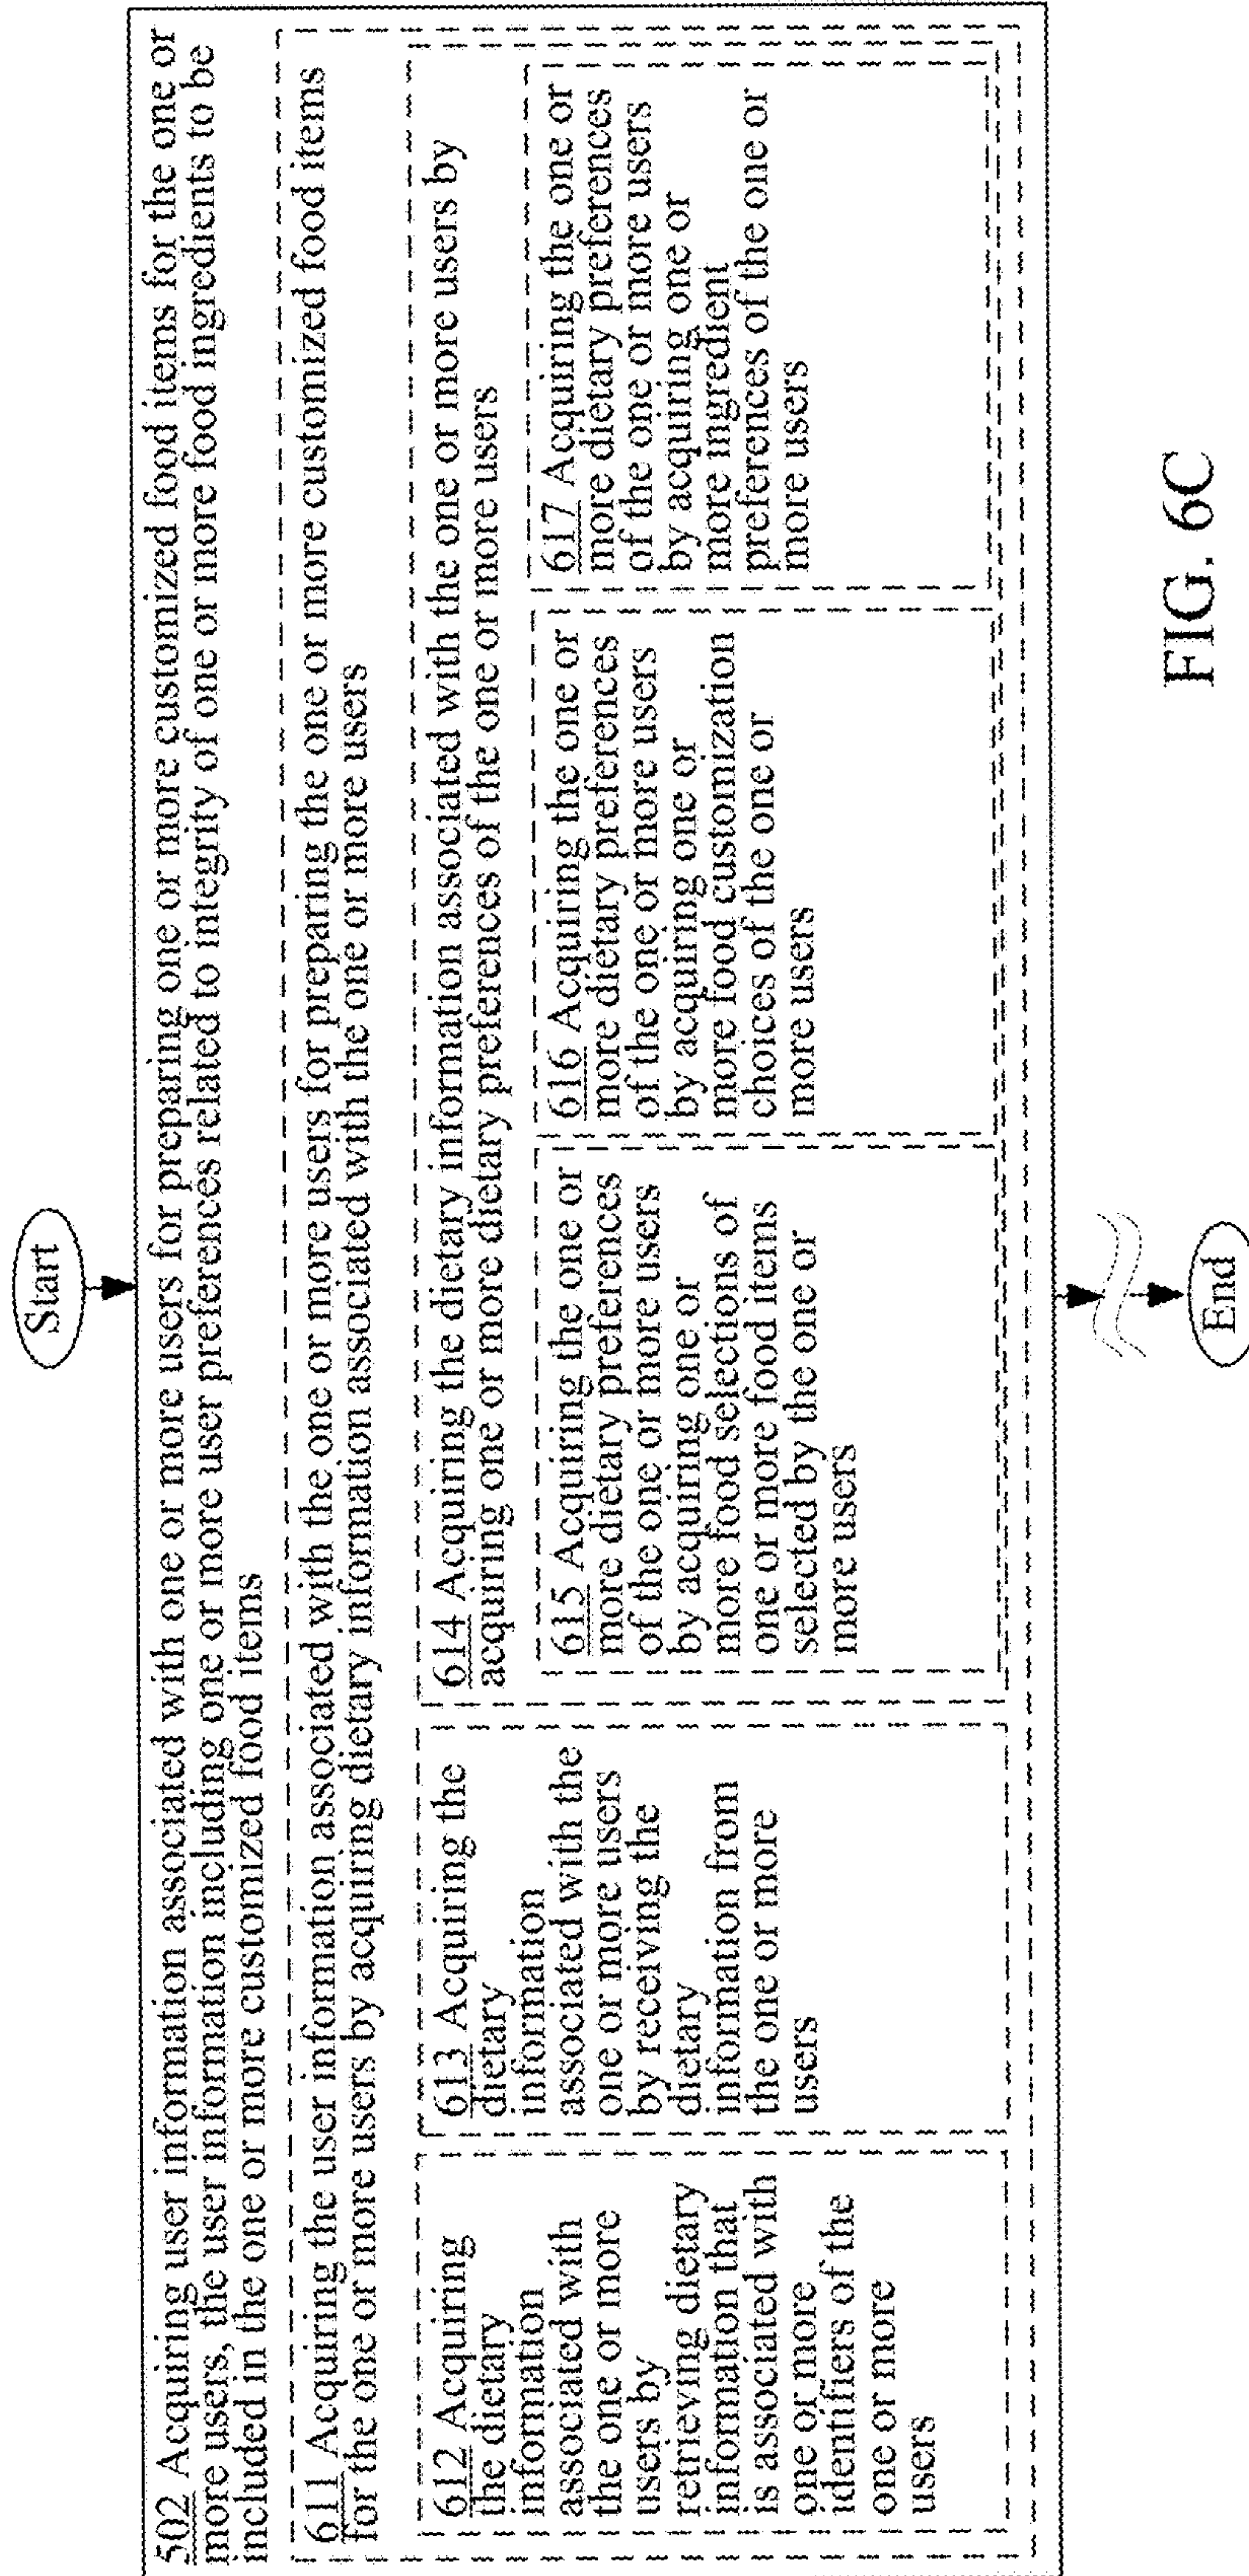 Start
502 Acquiring user information associated with one or more users for preparing one or more customized food items for the one or
more users, the user information including one or more user preferences related to integrity of one or more food ingredients to be
included in the one or more customized food items
611 Acquiring the user information associated with the one or more users for preparing the one or more customized food items
for the one or more users by acquiring dietary information associated with the one or more users
612 Acquiring
the dietary
information
associated with
the one or more
users by
retrieving dietary
information that
is associated with
one or more
identifiers of the
one or more
users
613 Acquiring the
dietary
information
associated with the
one or more users
by receiving the
dietary
information from
the one or more
users
614 Acquiring the dietary information associated with the one or more users by
acquiring one or more dietary preferences of the one or more users
615 Acquiring the one or
more dietary preferences
of the one or more users
by acquiring one or
more food selections of
one or more food items
selected by the one or
more users
616 Acquiring the one or
more dietary preferences
of the one or more users
by acquiring one or
more food customization
choices of the one or
more users
617 Acquiring the one or
more dietary preferences
of the one or more users
by acquiring one or
more ingredient
preferences of the one or
more users
End
FIG. 6C